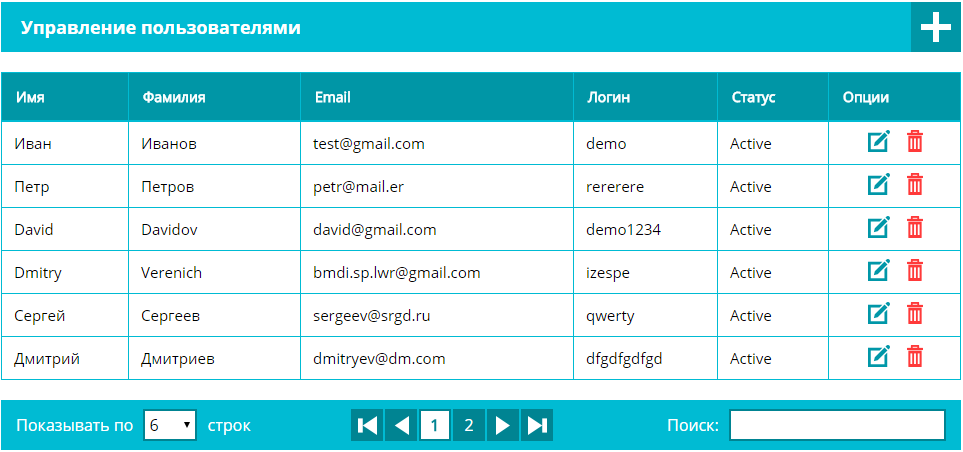 Управление пользователями
Имя Фамилия Email Логин Статус Опции
Иван Иванов test@gmail.com demo Active
Петр Петров petr@mail.er rererere Active
David Davidov david@gmail.com demo1234 Active
Dmitry Verenich bmdi.sp.lwr@gmail.com izespe Active
Сергей Сергеев sergeev@srgd.ru qwerty Active
Дмитрий Дмитриев dmitryev@dm.com dfgdfgdfgd Active
Показывать по 6 строк 1 2 Поиск: